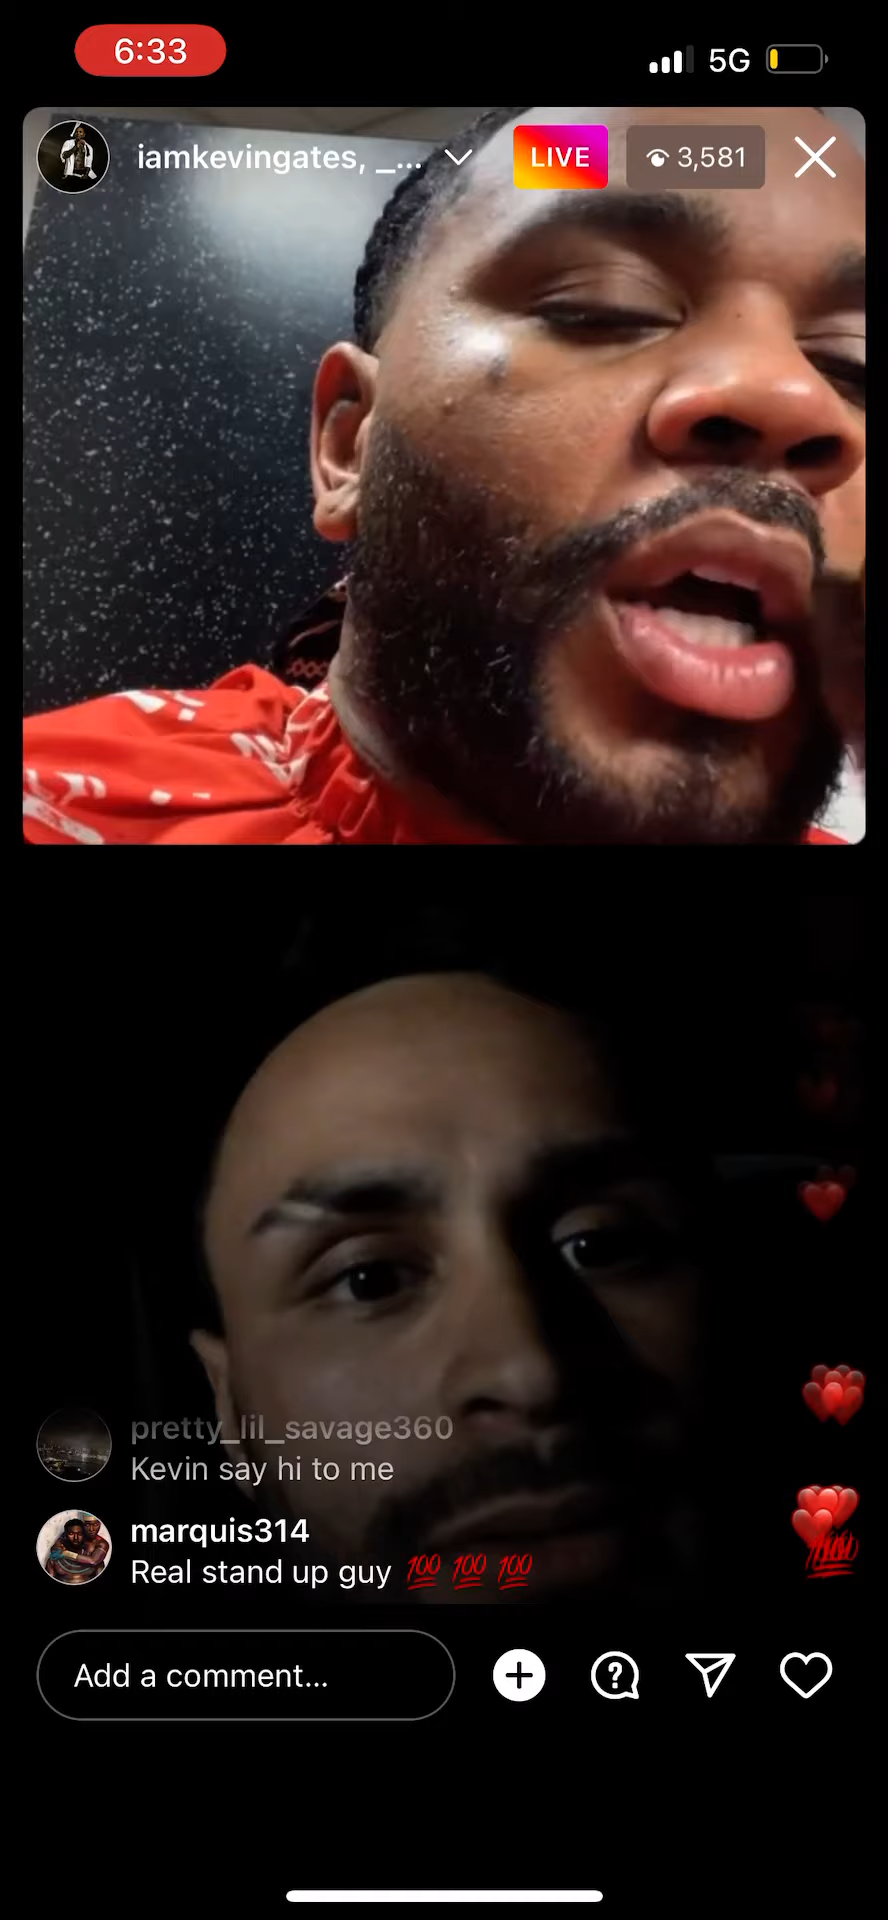 6:33
5G
iamkevingates, _...
LIVE
3,581
pretty_lil_savage360
Kevin say hi to me
marquis314
Real stand up guy 💯 💯 💯
Add a comment...